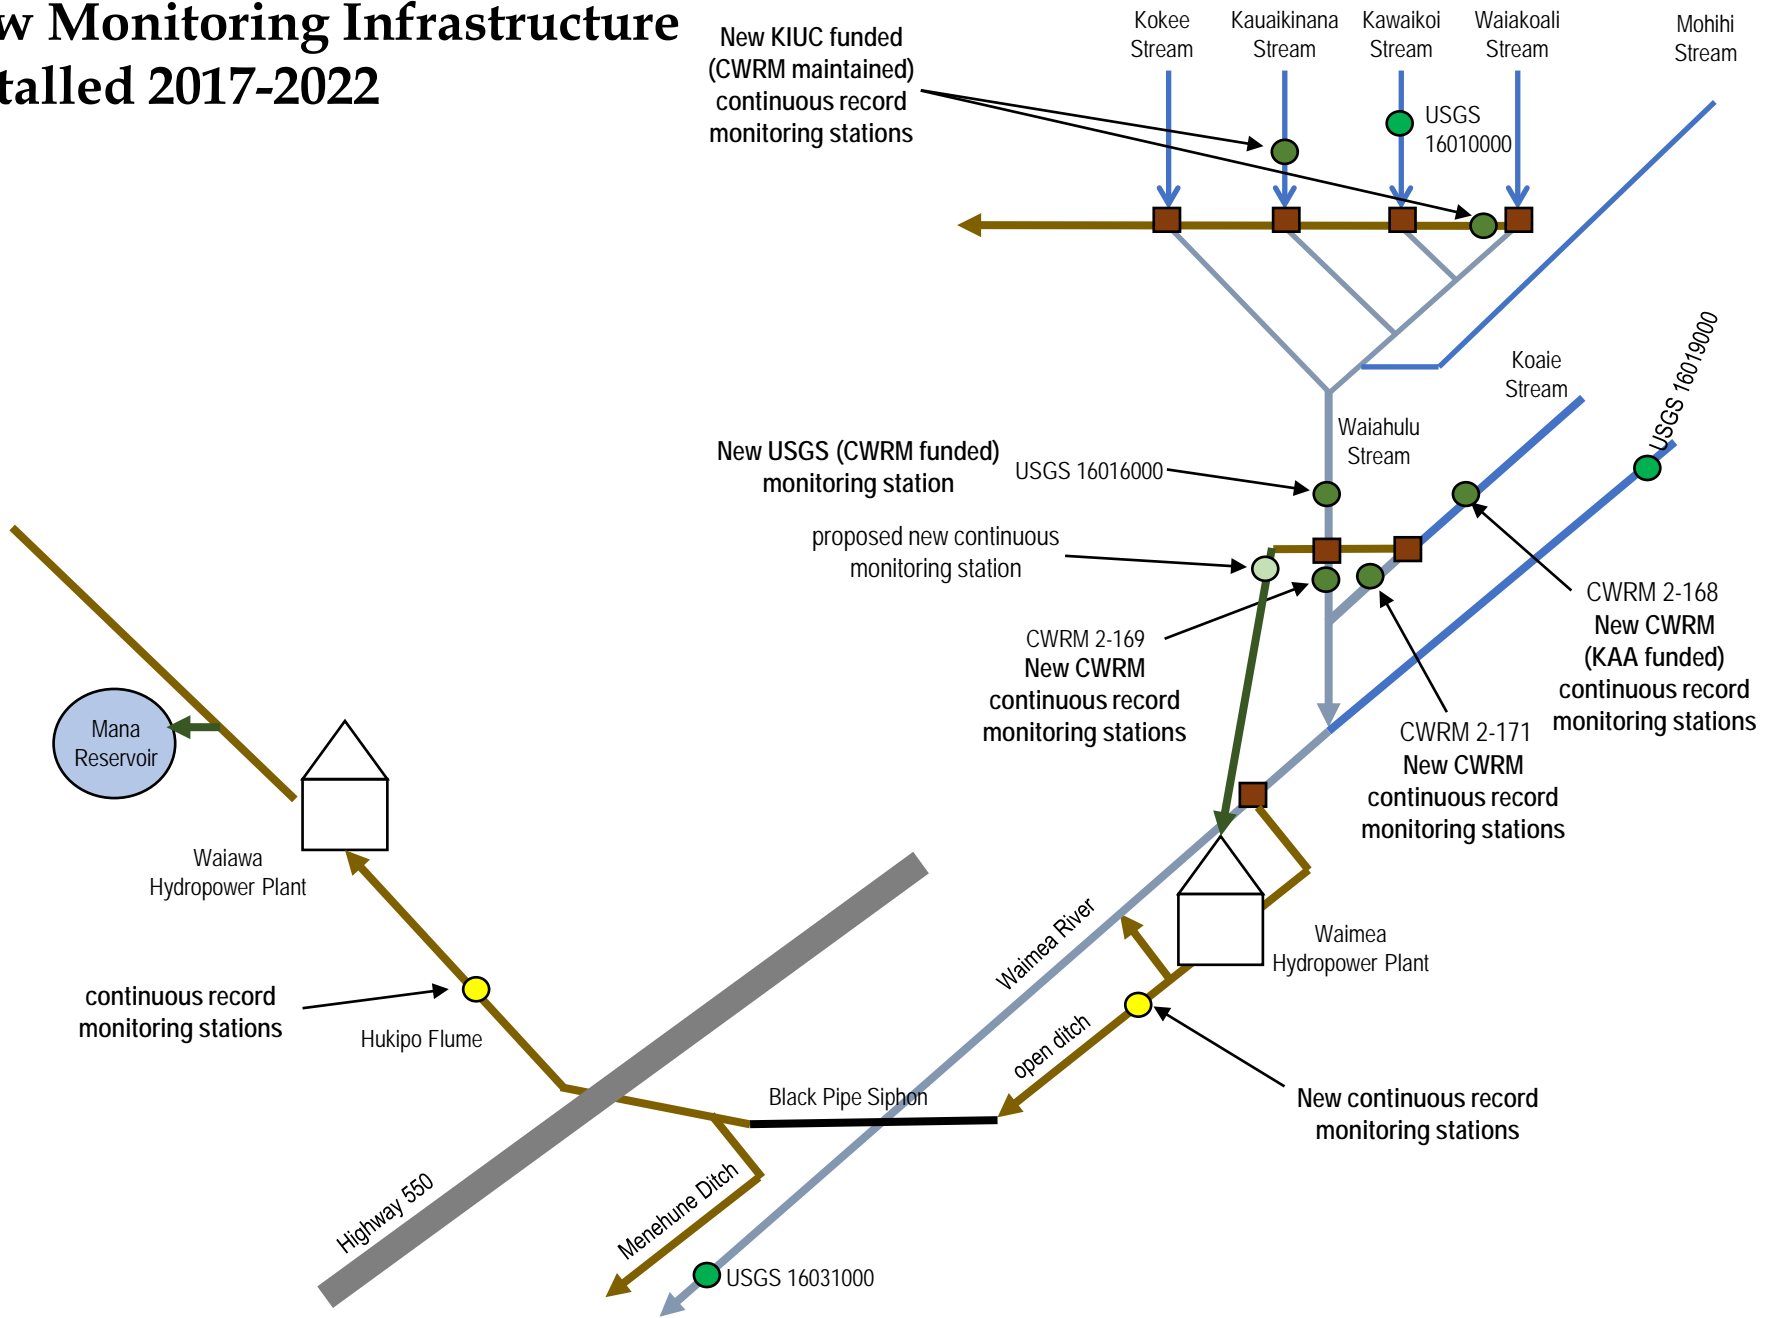 w Monitoring Infrastructure
talled 2017-2022
New KIUC funded
(CWRM maintained)
continuous record
monitoring stations
Kokee
Stream
Kauaikinana
Stream
Kawaikoi
Stream
Waiakoali
Stream
Mohihi
Stream
USGS
16010000
Koaie
Stream
USGS 16019000
Waiahulu
Stream
New USGS (CWRM funded)
monitoring station
USGS 16016000
proposed new continuous
monitoring station
CWRM 2-169
New CWRM
continuous record
monitoring stations
CWRM 2-168
New CWRM
(KAA funded)
continuous record
monitoring stations
CWRM 2-171
New CWRM
continuous record
monitoring stations
Mana
Reservoir
Waiawa
Hydropower Plant
Waimea River
Waimea
Hydropower Plant
continuous record
monitoring stations
Hukipo Flume
open ditch
Black Pipe Siphon
New continuous record
monitoring stations
Highway 550
Menehune Ditch
USGS 16031000